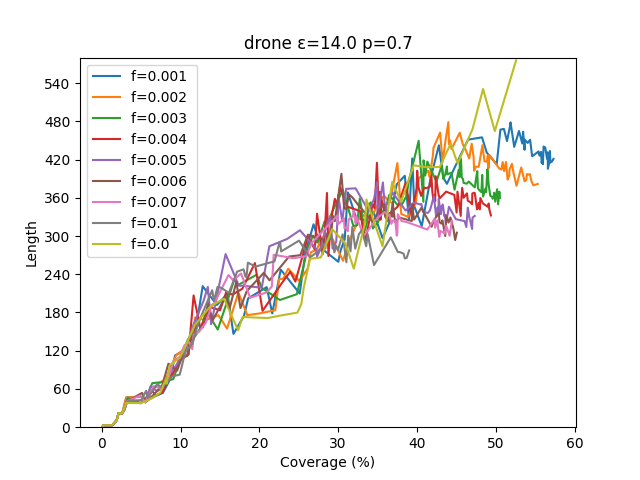 drone ε=14.0 p=0.7
f=0.001
f=0.002
f=0.003
f=0.004
f=0.005
f=0.006
f=0.007
f=0.01
f=0.0
540
480
420
360
300
240
180
120
60
0
Length
0 10 20 30 40 50 60
Coverage (%)